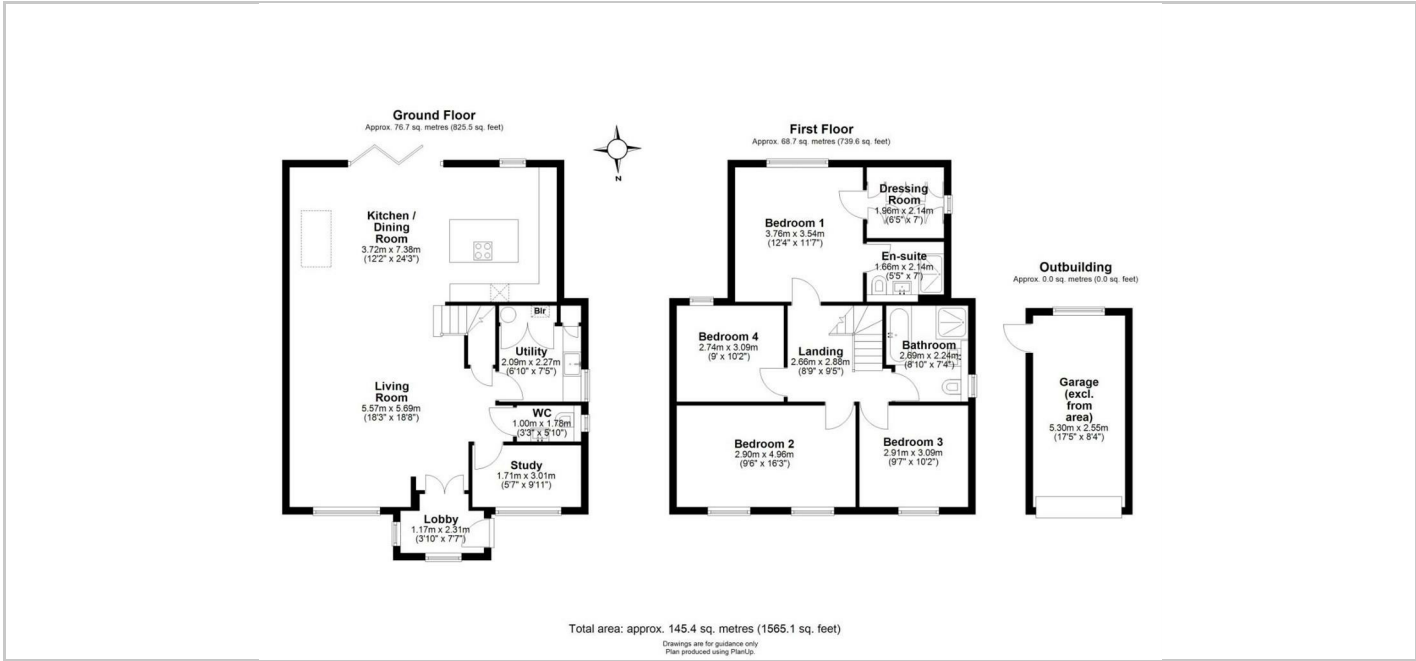 Ground Floor
Approx. 76.7 sq. metres (825.5 sq. feet)
Kitchen /
Dining
Room
3.72m x 7.38m
(12'2" x 24'3")
Blr
Utility
2.09m x 2.27m
(6'10" x 7'5")
Living
Room
5.57m x 5.69m
(18'3" x 18'8")
WC
1.00m x 1.78m
(3'3" x 5'10")
Study
1.71m x 3.01m
(5'7" x 9'11")
Lobby
1.17m x 2.31m
(3'10" x 7'7")
N
First Floor
Approx. 68.7 sq. metres (739.6 sq. feet)
Bedroom 1
3.76m x 3.54m
(12'4" x 11'7")
Dressing
Room
1.96m x 2.14m
(6'5" x 7')
En-suite
1.66m x 2.14m
(5'5" x 7')
Bedroom 4
2.74m x 3.09m
(9' x 10'2")
Landing
2.66m x 2.88m
(8'9" x 9'5")
Bathroom
2.69m x 2.24m
(8'10" x 7'4")
Bedroom 2
2.90m x 4.96m
(9'6" x 16'3")
Bedroom 3
2.91m x 3.09m
(9'7" x 10'2")
Outbuilding
Approx. 0.0 sq. metres (0.0 sq. feet)
Garage
(excl.
from
area)
5.30m x 2.55m
(17'5" x 8'4")
Total area: approx. 145.4 sq. metres (1565.1 sq. feet)
Drawings are for guidance only
Plan produced using PlanUp.